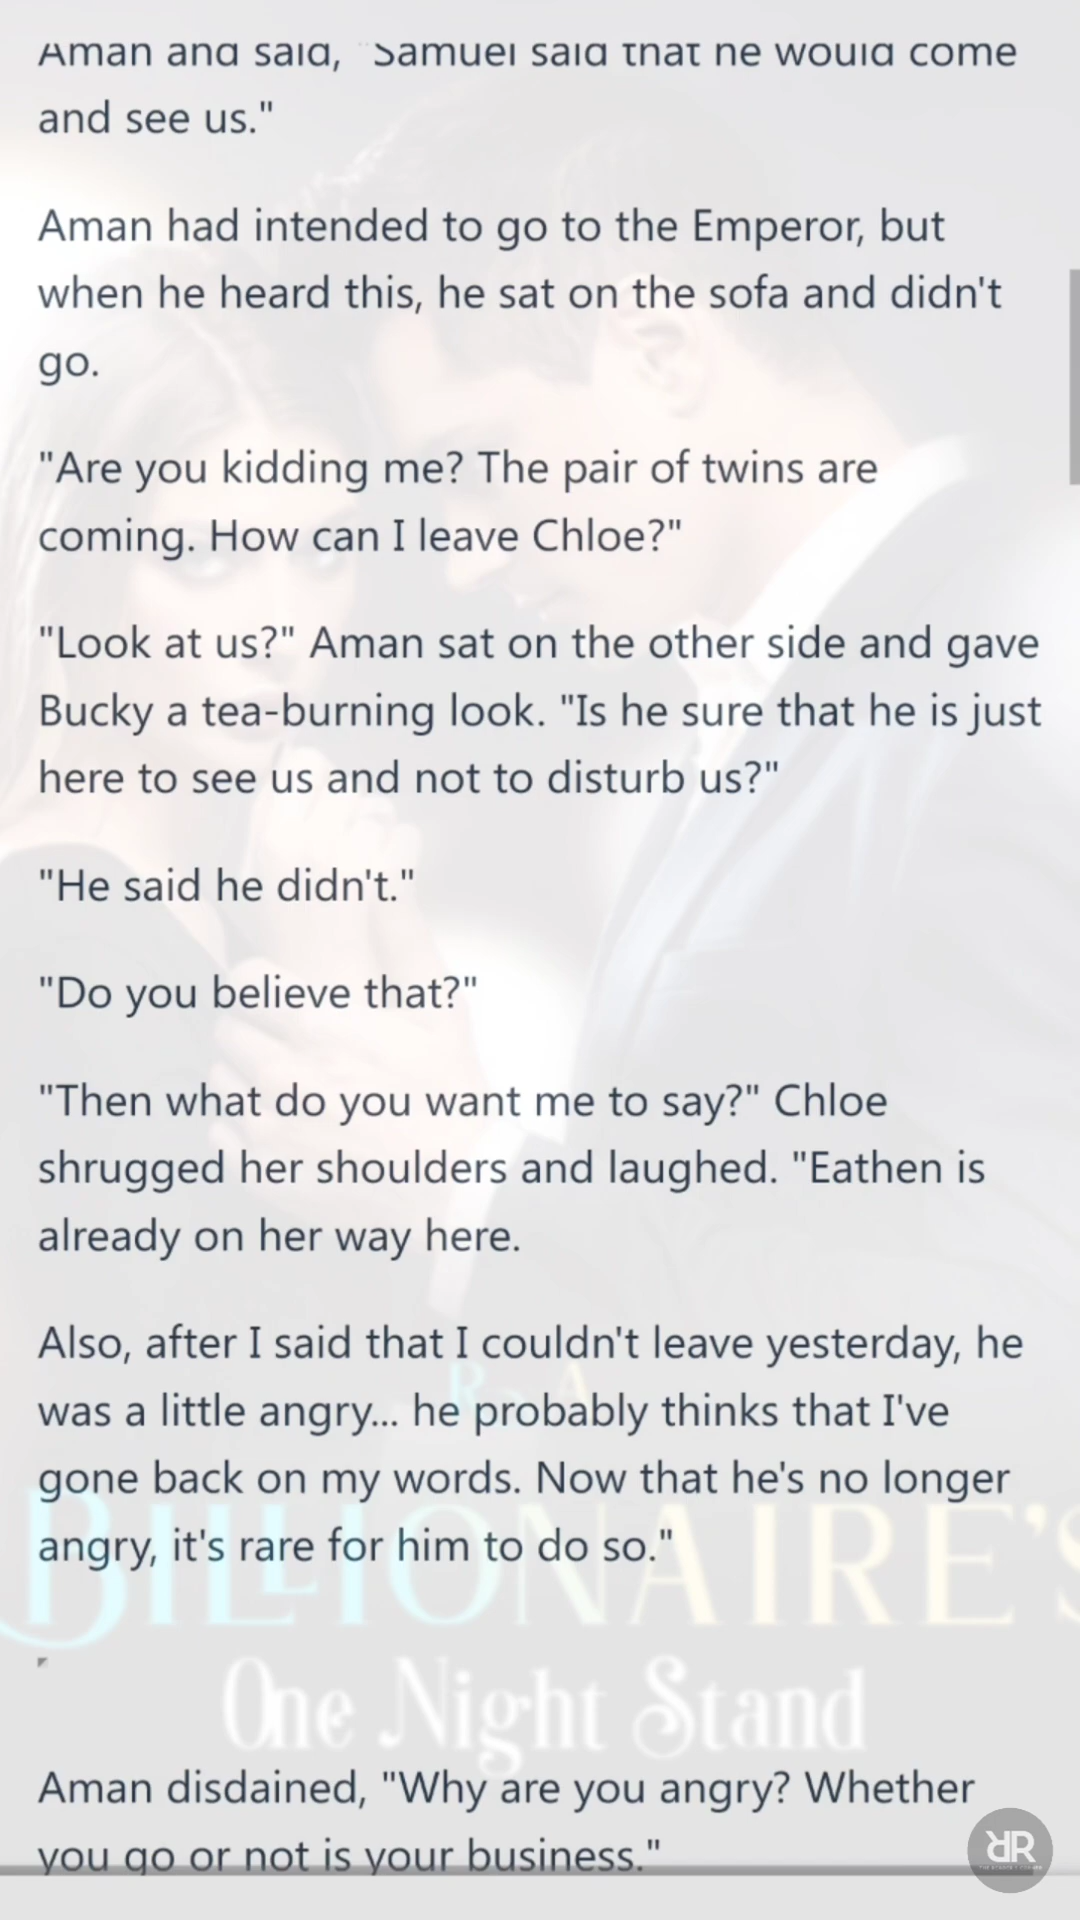 Aman and said, "Samuel said that he would come
and see us."
Aman had intended to go to the Emperor, but
when he heard this, he sat on the sofa and didn't
go.
"Are you kidding me? The pair of twins are
coming. How can I leave Chloe?"
"Look at us?" Aman sat on the other side and gave
Bucky a tea-burning look. "Is he sure that he is just
here to see us and not to disturb us?"
"He said he didn't."
"Do you believe that?"
"Then what do you want me to say?" Chloe
shrugged her shoulders and laughed. "Eathen is
already on her way here.
Also, after I said that I couldn't leave yesterday, he
was a little angry... he probably thinks that I've
gone back on my words. Now that he's no longer
angry, it's rare for him to do so."
BILLIONAIRE'S
One Night Stand
Aman disdained, "Why are you angry? Whether
you go or not is your business."
RR